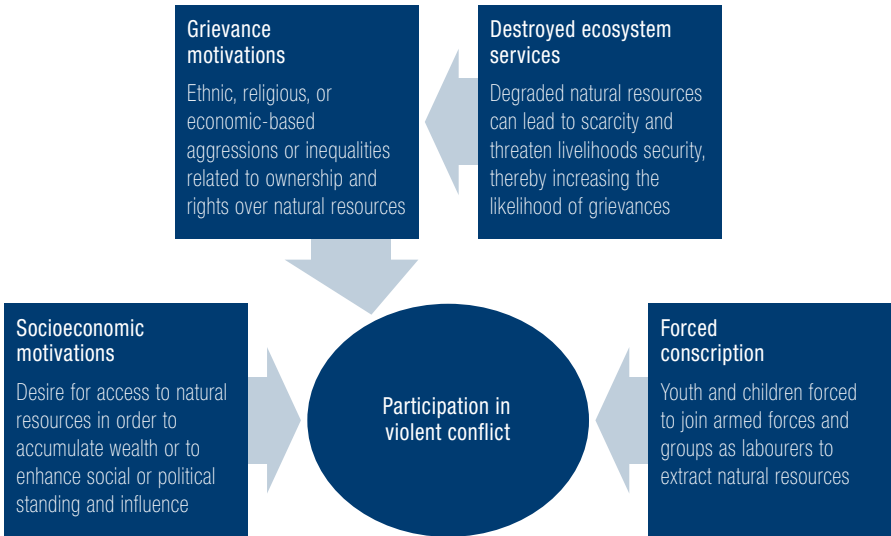 Grievance
motivations
Ethnic, religious, or
economic-based
aggressions or inequalities
related to ownership and
rights over natural resources
Destroyed ecosystem
services
Degraded natural resources
can lead to scarcity and
threaten livelihoods security,
thereby increasing the
likelihood of grievances
Socioeconomic
motivations
Desire for access to natural
resources in order to
accumulate wealth or to
enhance social or political
standing and influence
Participation in
violent conflict
Forced
conscription
Youth and children forced
to join armed forces and
groups as labourers to
extract natural resources